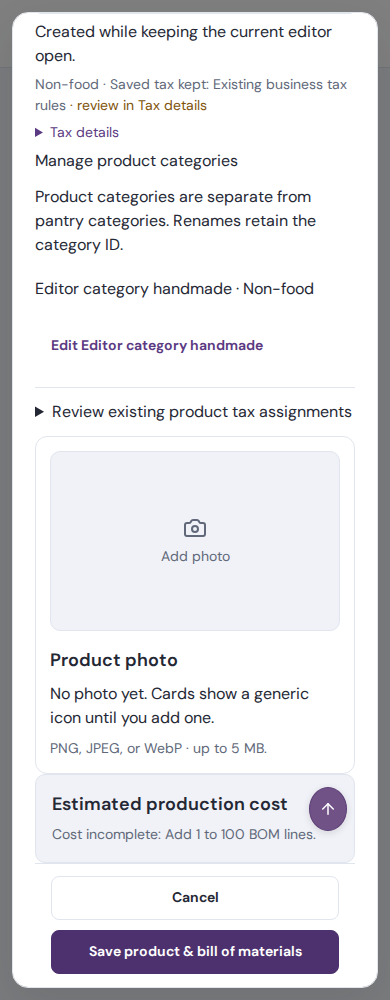 Created while keeping the current editor
open.
Non-food · Saved tax kept: Existing business tax
rules · review in Tax details
Tax details
Manage product categories
Product categories are separate from
pantry categories. Renames retain the
category ID.
Editor category handmade · Non-food
Edit Editor category handmade
Review existing product tax assignments
Add photo
Product photo
No photo yet. Cards show a generic
icon until you add one.
PNG, JPEG, or WebP · up to 5 MB.
Estimated production cost
Cost incomplete: Add 1 to 100 BOM lines.
Cancel
Save product & bill of materials